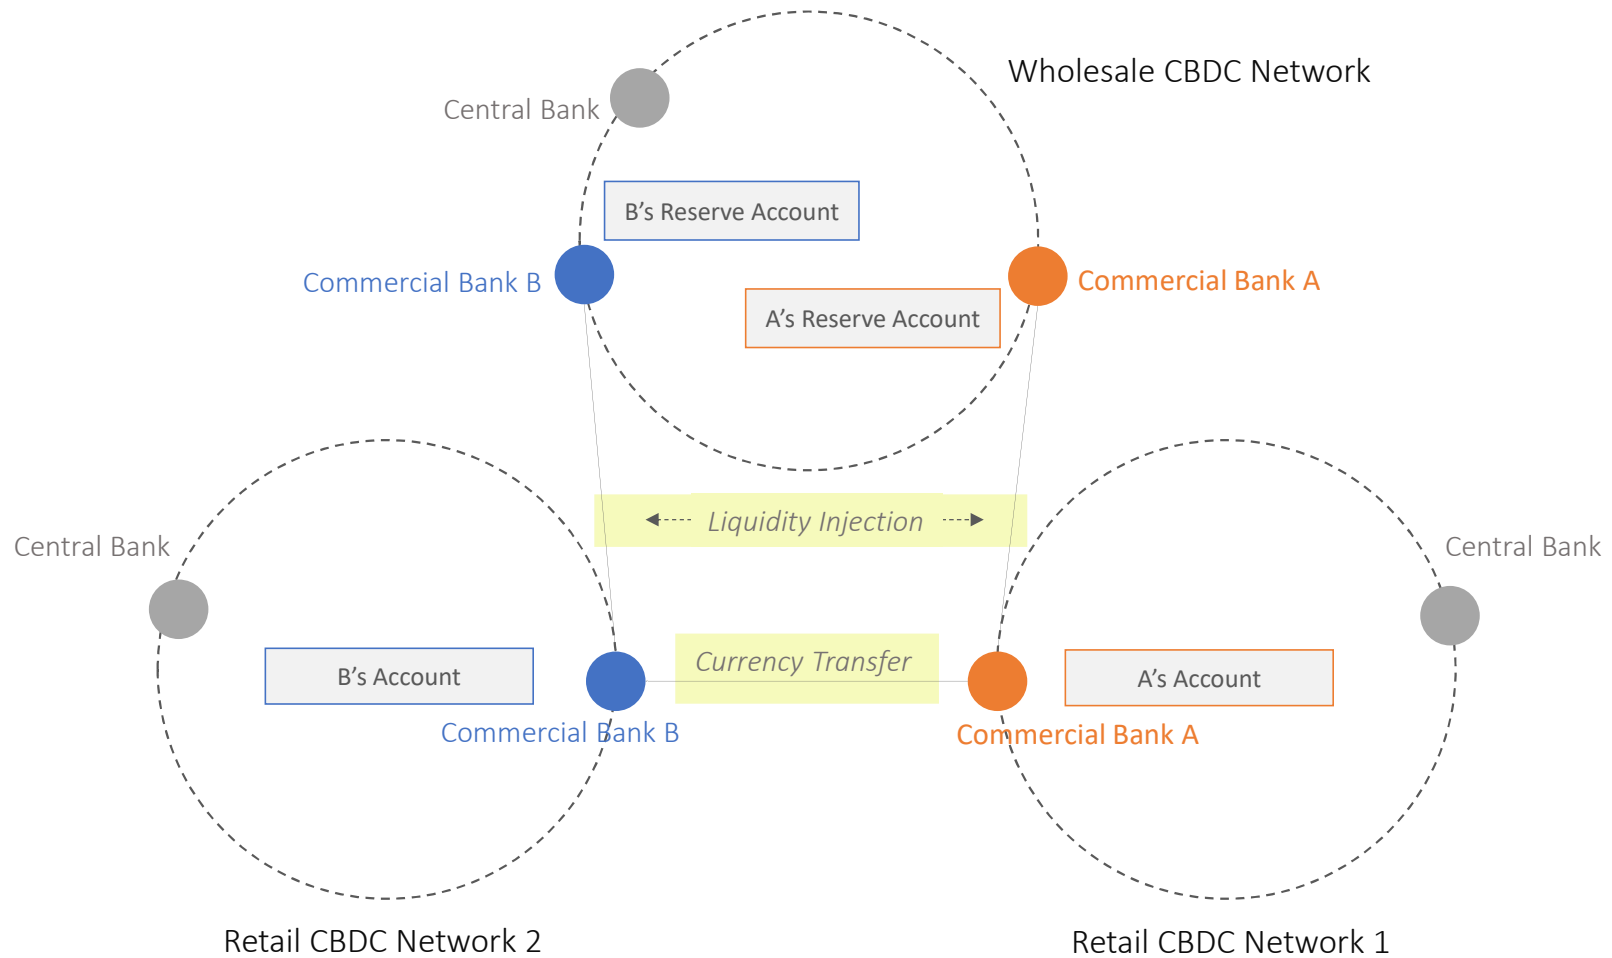 Wholesale CBDC Network
Central Bank
B's Reserve Account
Commercial Bank B
Commercial Bank A
A's Reserve Account
Liquidity Injection
Central Bank
Central Bank
Currency Transfer
B's Account
A's Account
Commercial Bank B
Commercial Bank A
Retail CBDC Network 2
Retail CBDC Network 1